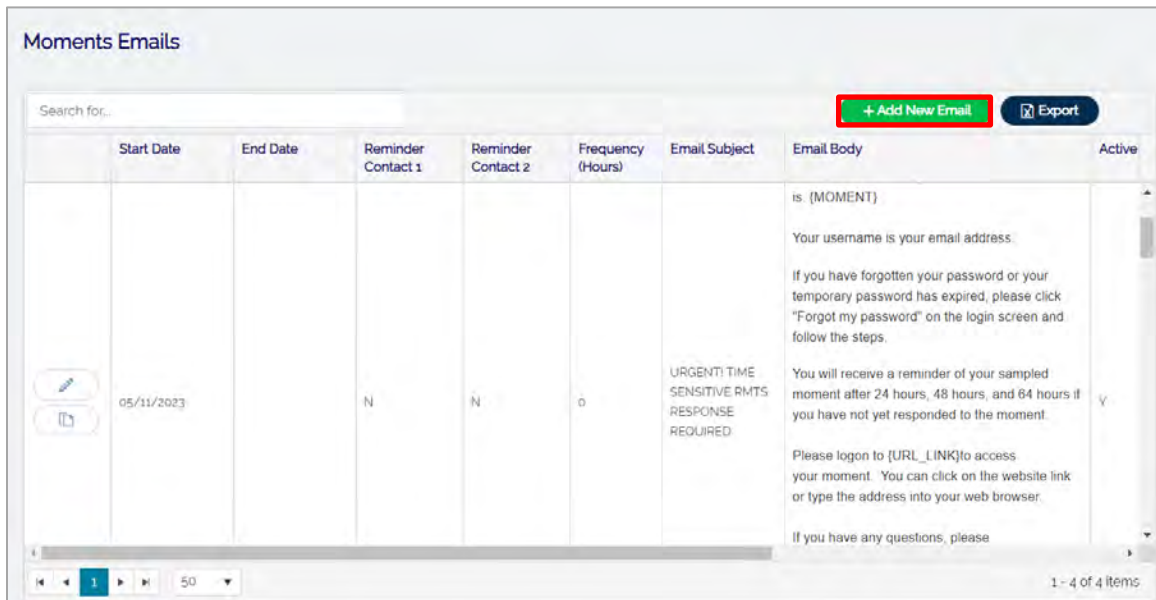 Moments Emails
Search for...
+ Add New Email
Export
Start Date End Date Reminder Contact 1 Reminder Contact 2 Frequency (Hours) Email Subject Email Body Active
is: {MOMENT}
Your username is your email address.
If you have forgotten your password or your
temporary password has expired, please click
"Forgot my password" on the login screen and
follow the steps.
05/11/2023 N N 0
URGENT! TIME
SENSITIVE RMTS
RESPONSE
REQUIRED
You will receive a reminder of your sampled
moment after 24 hours, 48 hours, and 64 hours if
you have not yet responded to the moment.
Y
Please logon to {URL_LINK}to access
your moment. You can click on the website link
or type the address into your web browser.
If you have any questions, please
1
50
1 - 4 of 4 items